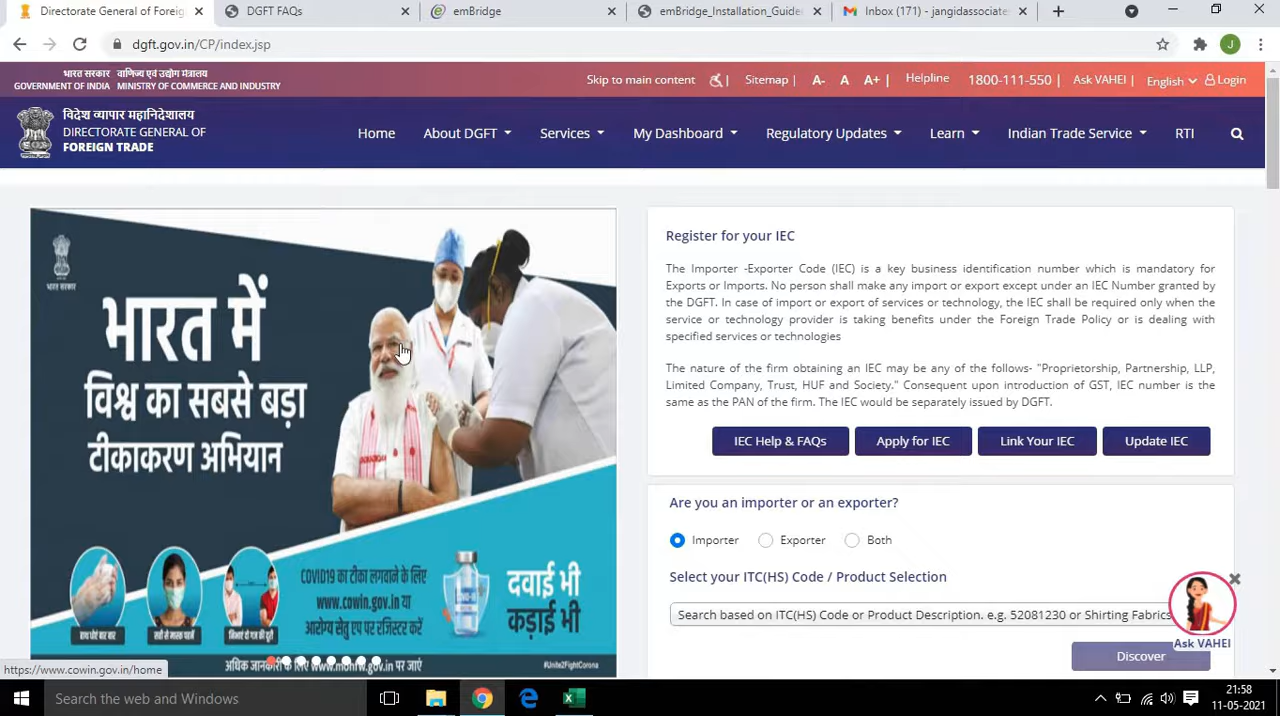 Directorate General of Foreig
DGFT FAQs
emBridge
emBridge_Installation_Guide
Inbox (171) - jangidassociate
dgft.gov.in/CP/index.jsp
J
भारत सरकार वाणिज्य एवं उद्योग मंत्रालय
GOVERNMENT OF INDIA MINISTRY OF COMMERCE AND INDUSTRY
Skip to main content | Sitemap | A- A A+ | Helpline 1800-111-550 | Ask VAHEI | English Login
विदेश व्यापार महानिदेशालय
DIRECTORATE GENERAL OF
FOREIGN TRADE
Home About DGFT Services My Dashboard Regulatory Updates Learn Indian Trade Service RTI
भारत सरकार
भारत में
विश्व का सबसे बड़ा
टीकाकरण अभियान
COVID19 का टीका लगवाने के लिए
www.cowin.gov.in या
आरोग्य सेतु एप पर रजिस्टर करें
दवाई भी
कड़ाई भी
हाथ धोएं बार बार
निभाएं दो गज की दूरी
अधिक जानकारी के लिए www.mohfw.gov.in पर जाएं
#Unite2FightCorona
Register for your IEC
The Importer -Exporter Code (IEC) is a key business identification number which is mandatory for
Exports or Imports. No person shall make any import or export except under an IEC Number granted by
the DGFT. In case of import or export of services or technology, the IEC shall be required only when the
service or technology provider is taking benefits under the Foreign Trade Policy or is dealing with
specified services or technologies
The nature of the firm obtaining an IEC may be any of the follows- "Proprietorship, Partnership, LLP,
Limited Company, Trust, HUF and Society." Consequent upon introduction of GST, IEC number is the
same as the PAN of the firm. The IEC would be separately issued by DGFT.
IEC Help & FAQs
Apply for IEC
Link Your IEC
Update IEC
Are you an importer or an exporter?
Importer Exporter Both
Select your ITC(HS) Code / Product Selection
Search based on ITC(HS) Code or Product Description. e.g. 52081230 or Shirting Fabrics
Ask VAHEI
Discover
https://www.cowin.gov.in/home
Search the web and Windows
21:58
11-05-2021